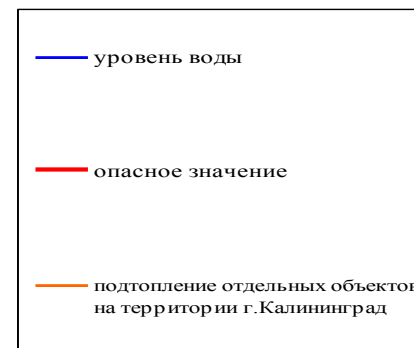 уровень воды
опасное значение
подтопление отдельных объектов
на территории г.Калининград